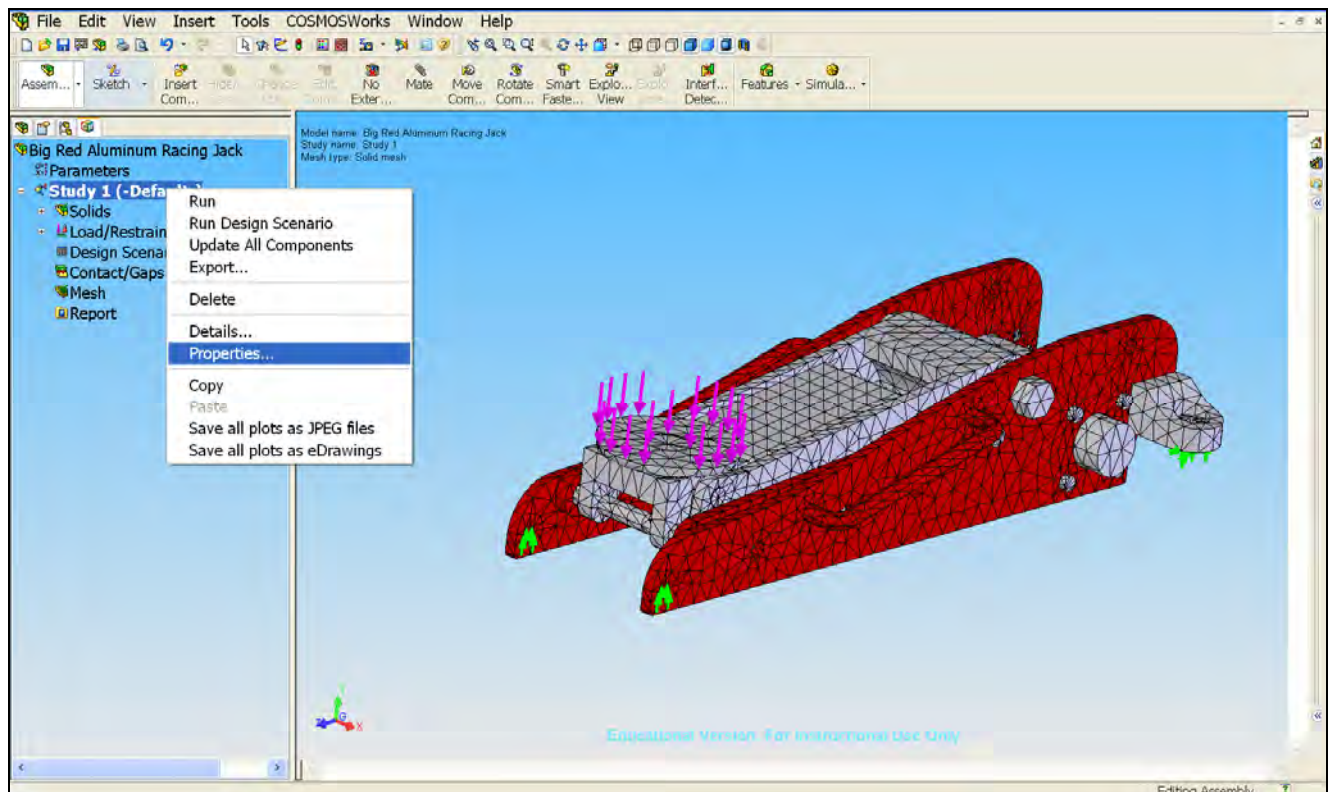 File Edit View Insert Tools COSMOSWorks Window Help
Assem... Sketch Insert Com... No Exter... Mate Move Com... Rotate Com... Smart Faste... Explo... View Interf... Detec... Features Simula...
Big Red Aluminum Racing Jack
Parameters
Study 1 (-Defa
Solids
Load/Restrain
Design Scena
Contact/Gaps
Mesh
Report
Run
Run Design Scenario
Update All Components
Export...
Delete
Details...
Properties...
Copy
Paste
Save all plots as JPEG files
Save all plots as eDrawings
Model name: Big Red Aluminum Racing Jack
Study name: Study 1
Mesh type: Solid mesh
Y
Z
X
Educational Version. For Instructional Use Only
Editing Assembly